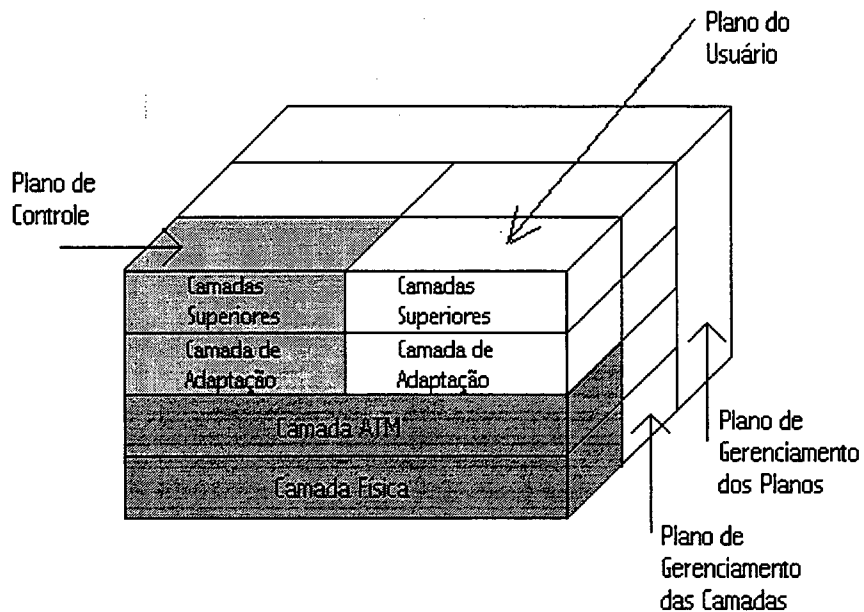 Plano do
Usuário
Plano de
Controle
Camadas
Superiores
Camadas
Superiores
Camada de
Adaptação
Camada de
Adaptação
Camada ATM
Camada Física
Plano de
Gerenciamento
dos Planos
Plano de
Gerenciamento
das Camadas